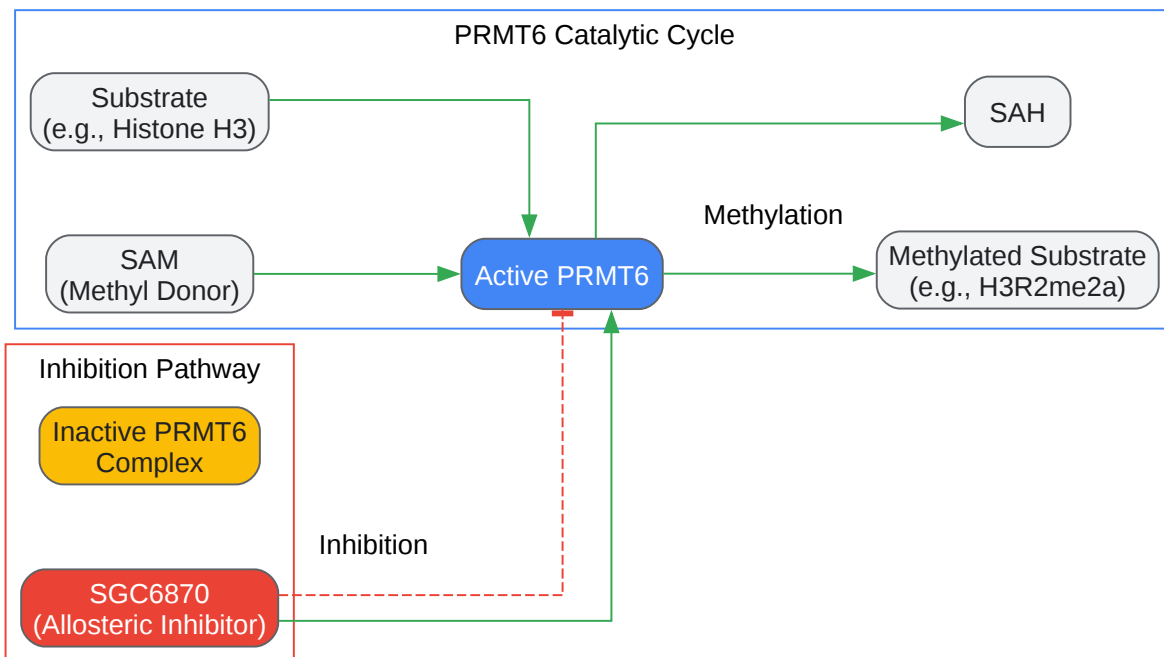 PRMT6 Catalytic Cycle
Substrate
(e.g., Histone H3)
SAH
Methylation
SAM
(Methyl Donor)
Active PRMT6
Methylated Substrate
(e.g., H3R2me2a)
Inhibition Pathway
Inactive PRMT6
Complex
Inhibition
SGC6870
(Allosteric Inhibitor)